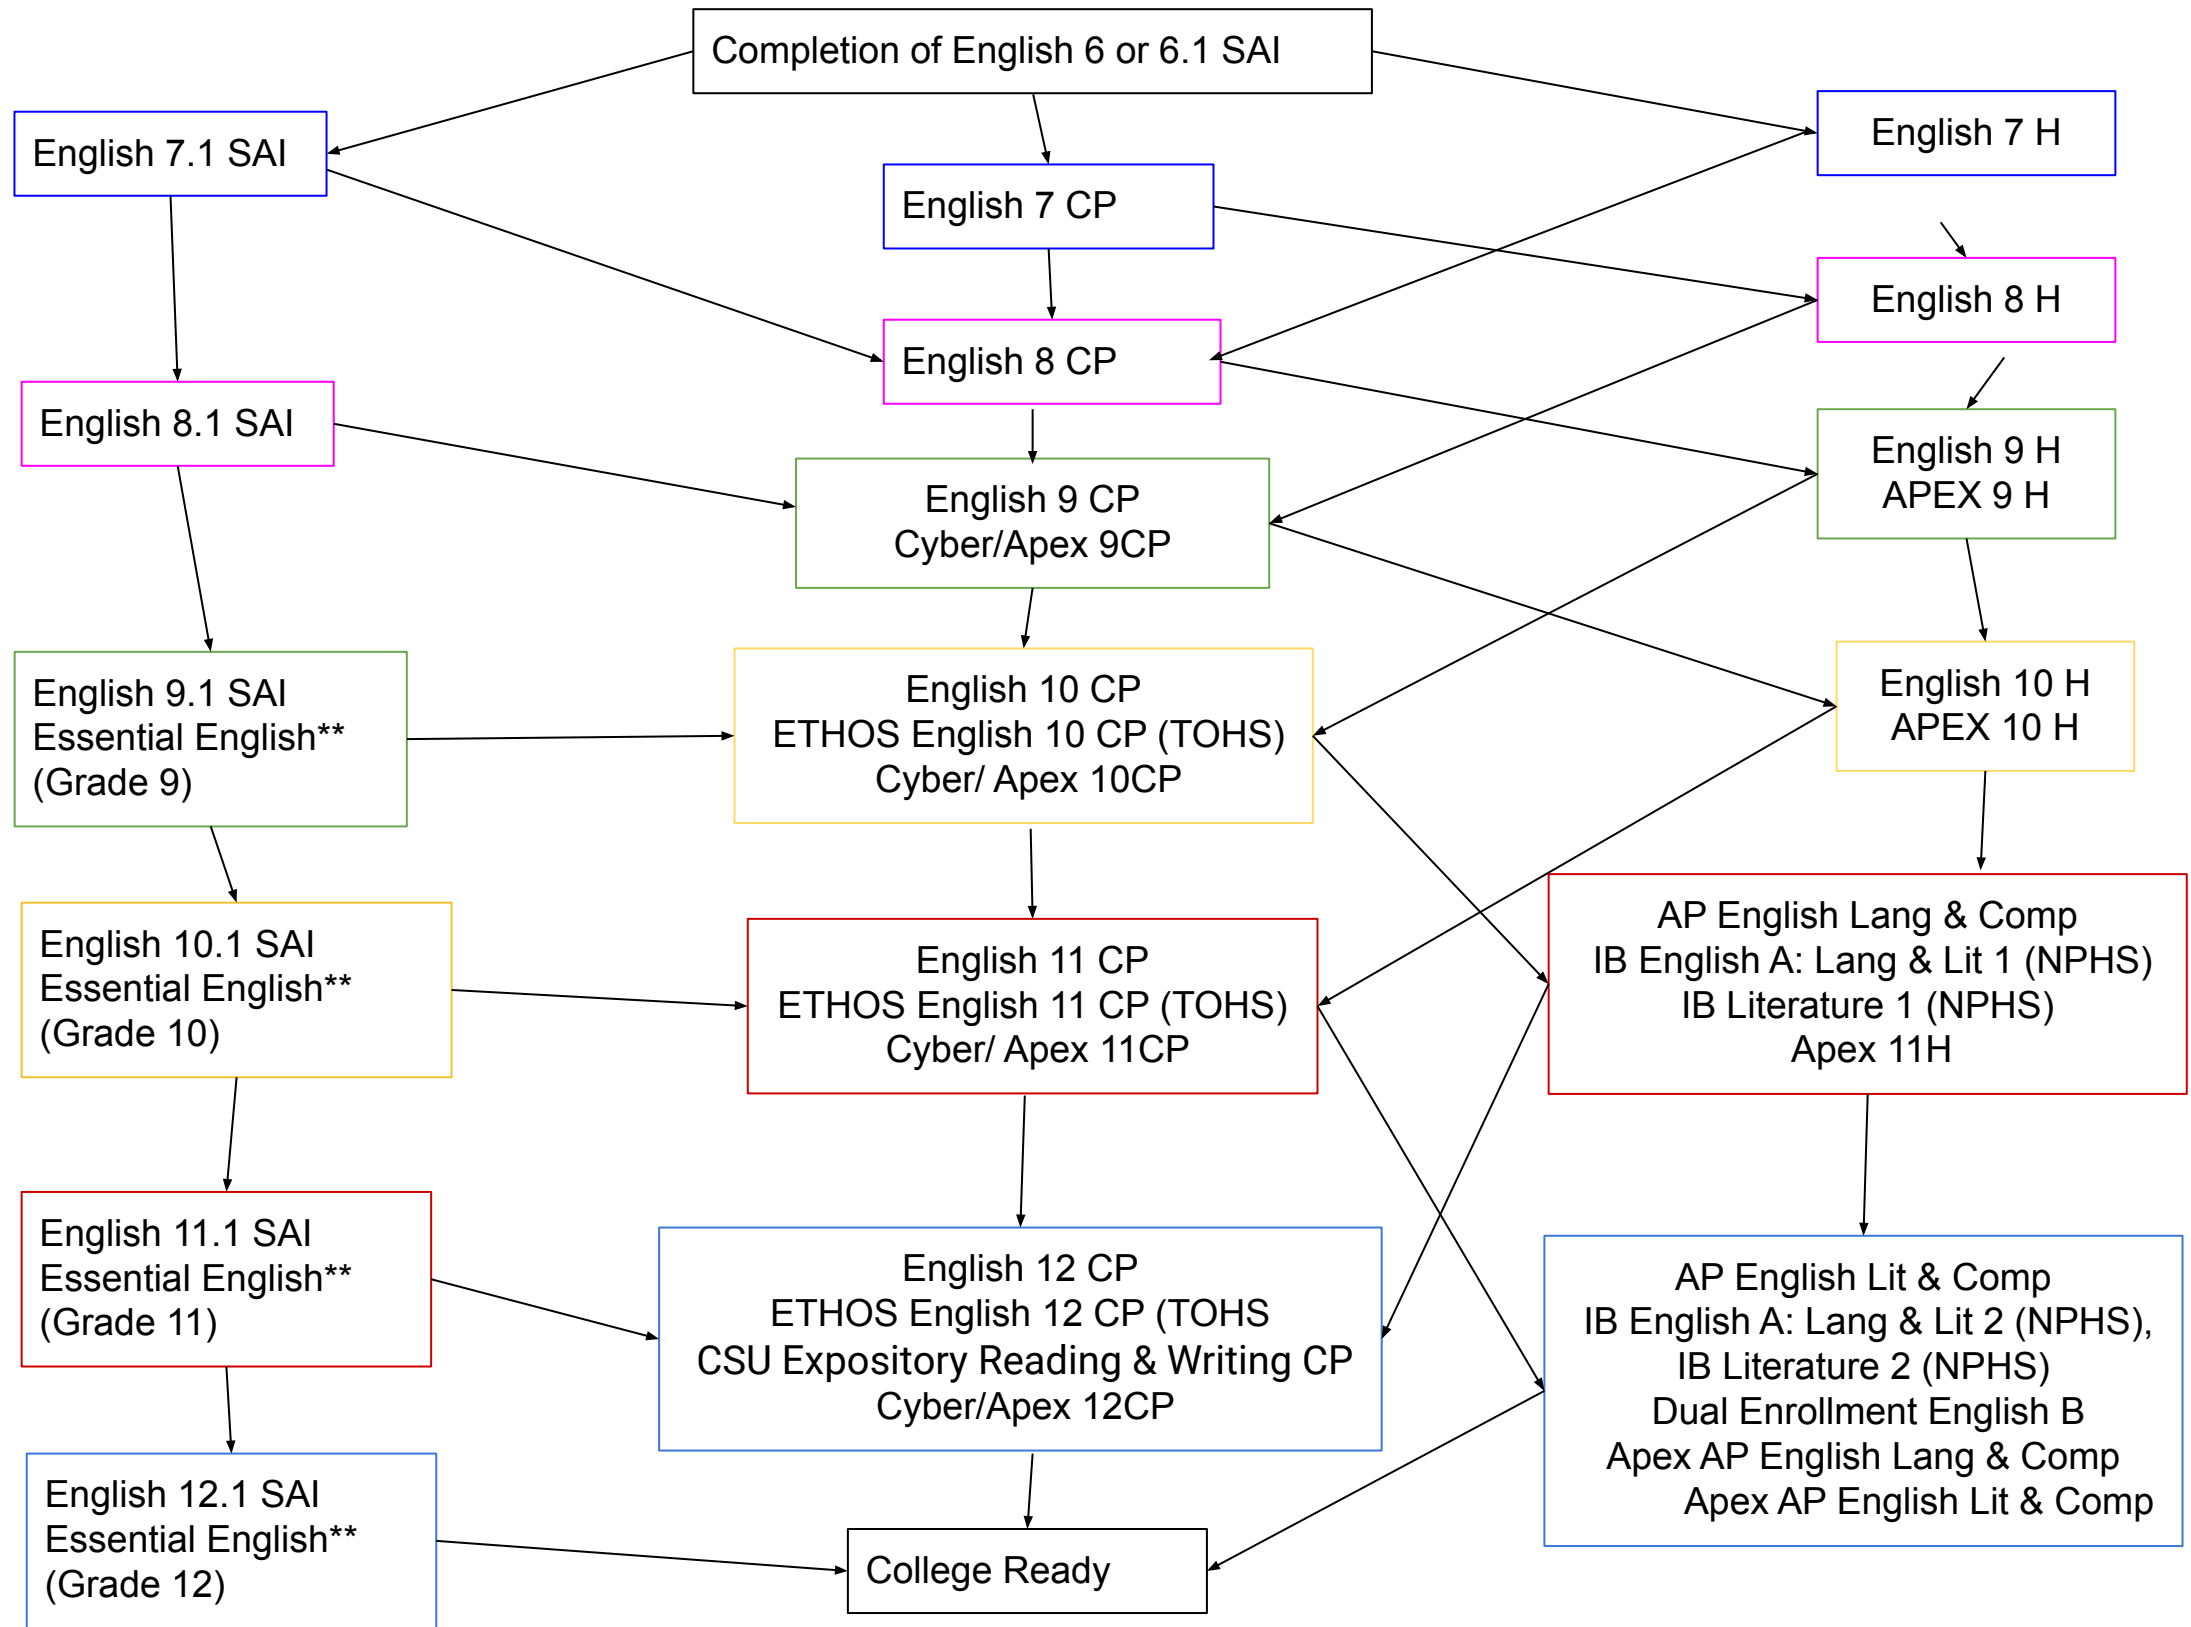 Completion of English 6 or 6.1 SAI
English 7.1 SAI
English 7 CP
English 7 H
English 8.1 SAI
English 8 CP
English 8 H
English 9 CP
Cyber/Apex 9CP
English 9 H
APEX 9 H
English 9.1 SAI
Essential English**
(Grade 9)
English 10 CP
ETHOS English 10 CP (TOHS)
Cyber/ Apex 10CP
English 10 H
APEX 10 H
English 10.1 SAI
Essential English**
(Grade 10)
English 11 CP
ETHOS English 11 CP (TOHS)
Cyber/ Apex 11CP
AP English Lang & Comp
IB English A: Lang & Lit 1 (NPHS)
IB Literature 1 (NPHS)
Apex 11H
English 11.1 SAI
Essential English**
(Grade 11)
English 12 CP
ETHOS English 12 CP (TOHS
CSU Expository Reading & Writing CP
Cyber/Apex 12CP
AP English Lit & Comp
IB English A: Lang & Lit 2 (NPHS),
IB Literature 2 (NPHS)
Dual Enrollment English B
Apex AP English Lang & Comp
Apex AP English Lit & Comp
English 12.1 SAI
Essential English**
(Grade 12)
College Ready